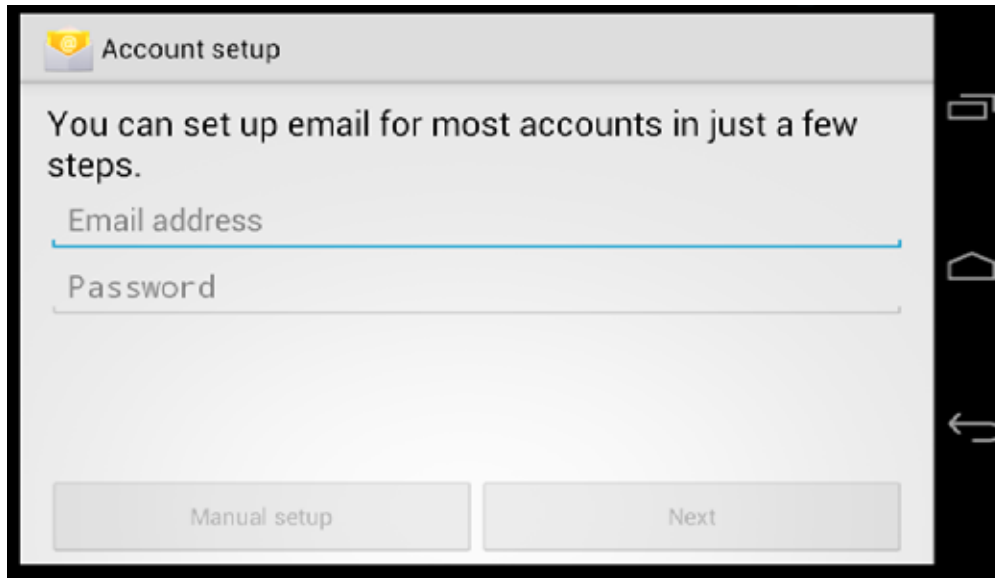 Account setup
You can set up email for most accounts in just a few
steps.
Email address
Password
Manual setup
Next